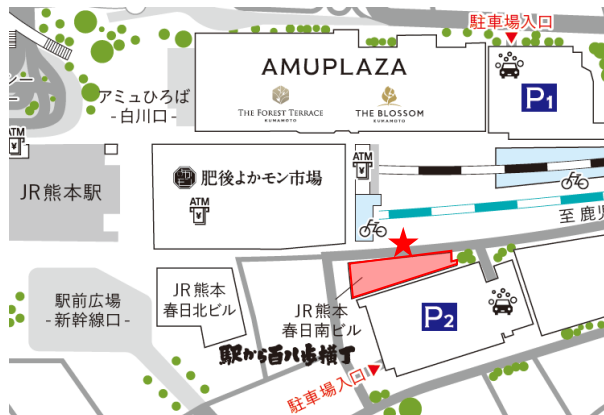 駐車場入口
AMUPLAZA
THE FOREST TERRACE
KUMAMOTO
THE BLOSSOM
KUMAMOTO
P1
シー
アミュひろば
-白川口-
ATM
¥
JR熊本駅
肥後よかモン市場
ATM
¥
ATM
¥
至 鹿児
駅前広場
-新幹線口-
JR熊本
春日北ビル
JR熊本
春日南ビル
駅から百八歩横丁
P2
駐車場入口